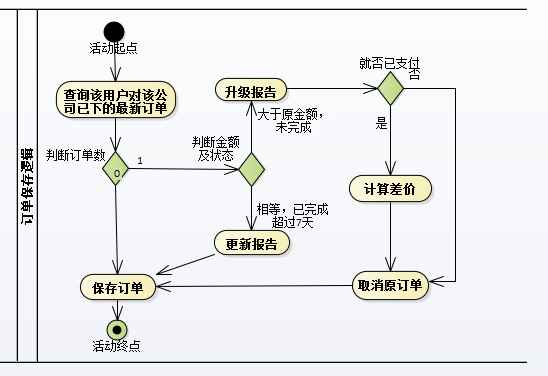 订单保存逻辑
活动起点
查询该用户对该公
司已下的最新订单
判断订单数
0
1
判断金额
及状态
升级报告
大于原金额，
未完成
就否已支付
否
是
相等，已完成
超过7天
更新报告
计算差价
取消原订单
保存订单
活动终点